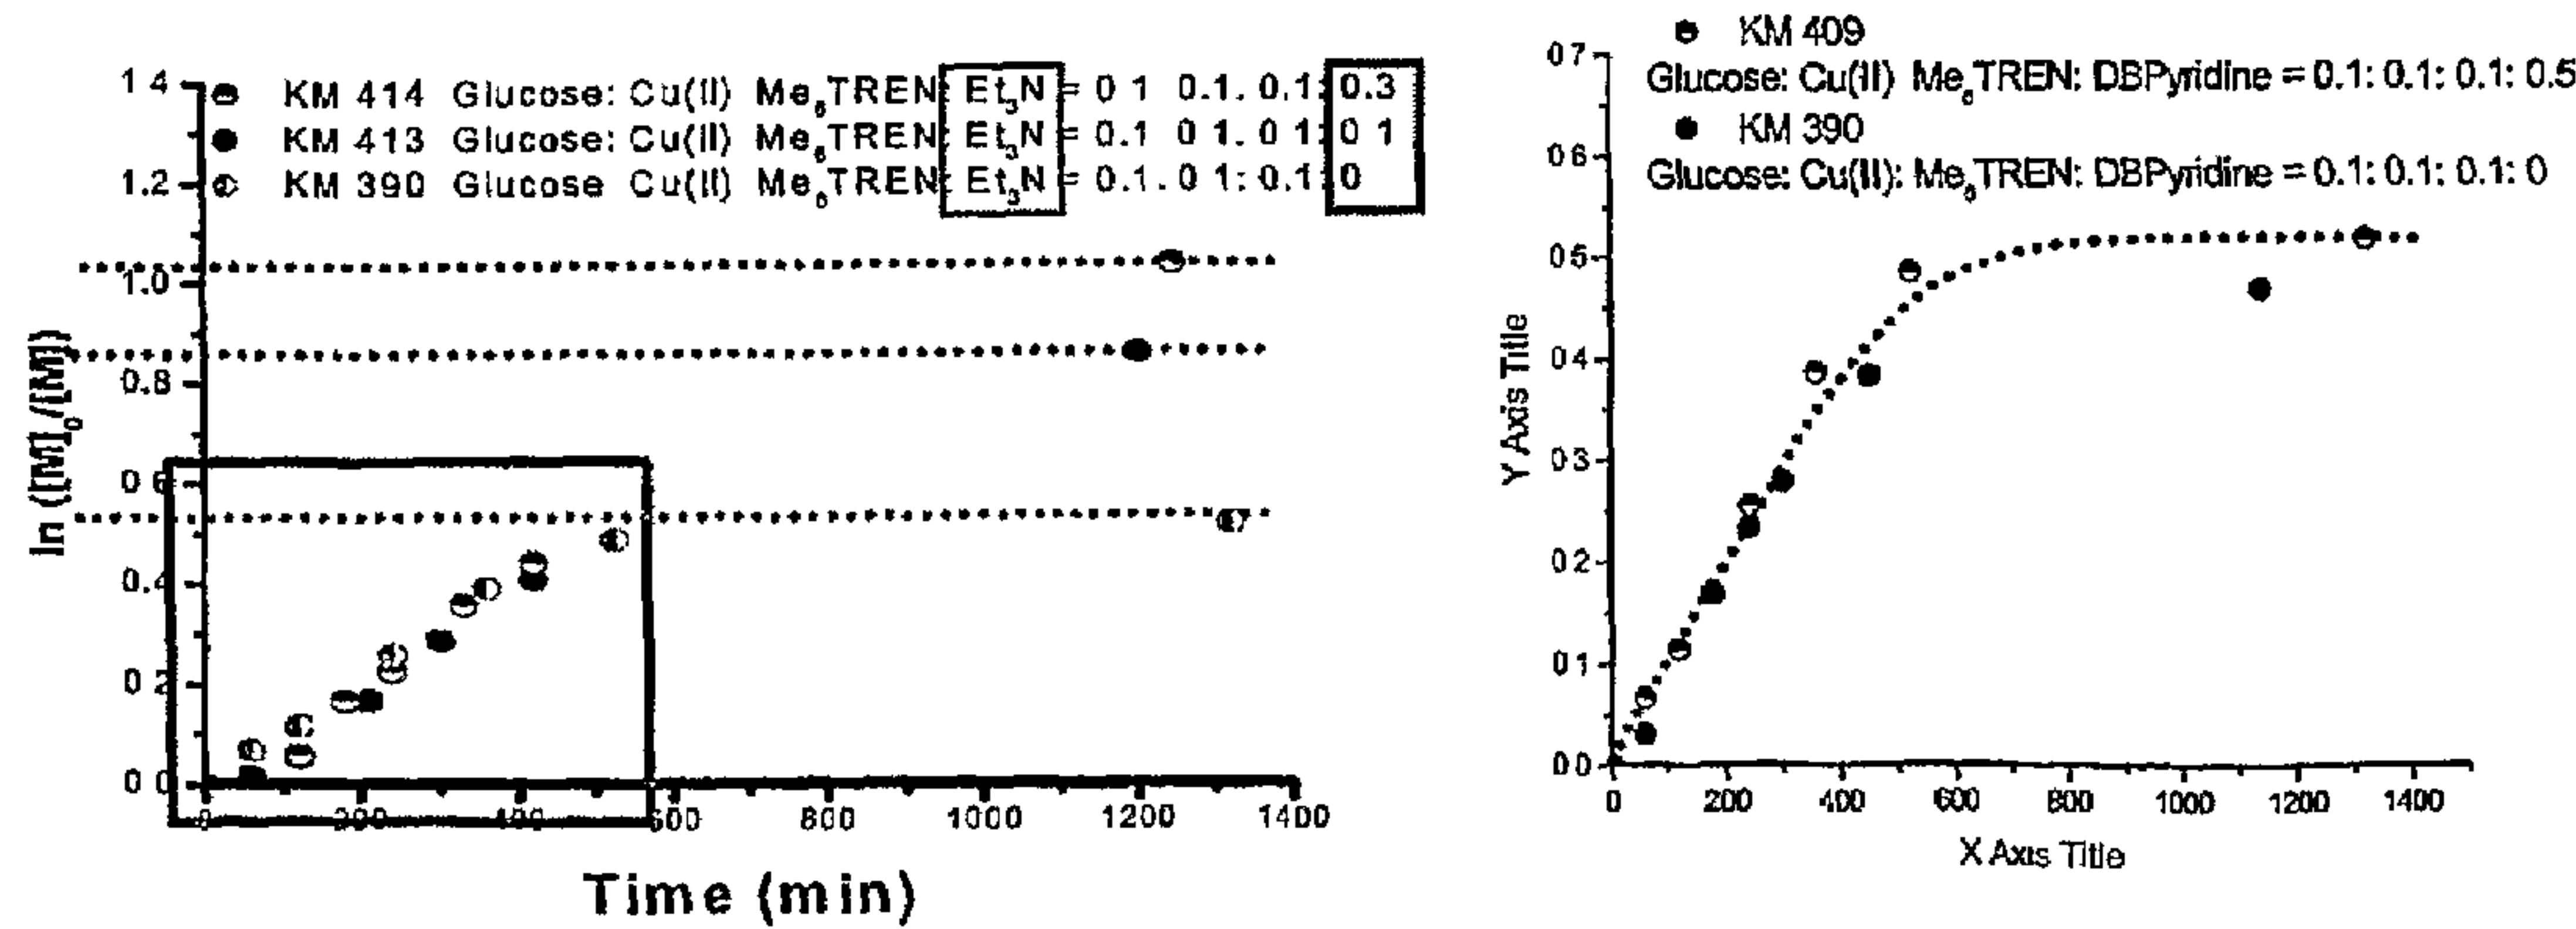 1 4
KM 414 Glucose: Cu(II) Me₆TREN: Et₃N = 0 1 0.1. 0.1: 0.3
KM 413 Glucose: Cu(II) Me₆TREN: Et₃N = 0.1 0 1. 0 1: 0 1
KM 390 Glucose Cu(II) Me₆TREN: Et₃N = 0.1. 0 1: 0.1: 0
1.2
1.0
0.8
0 6
0.4
0 2
0 0
ln ([M]₀/[M])
0 200 400 600 800 1000 1200 1400
Time (min)
KM 409
Glucose: Cu(II) Me₆TREN: DBPyridine = 0.1: 0.1: 0.1: 0.5
KM 390
Glucose: Cu(II): Me₆TREN: DBPyridine = 0.1: 0.1: 0.1: 0
0 7
0 6
0 5
0 4
0 3
0 2
0 1
0 0
Y Axis Title
0 200 400 600 800 1000 1200 1400
X Axis Title